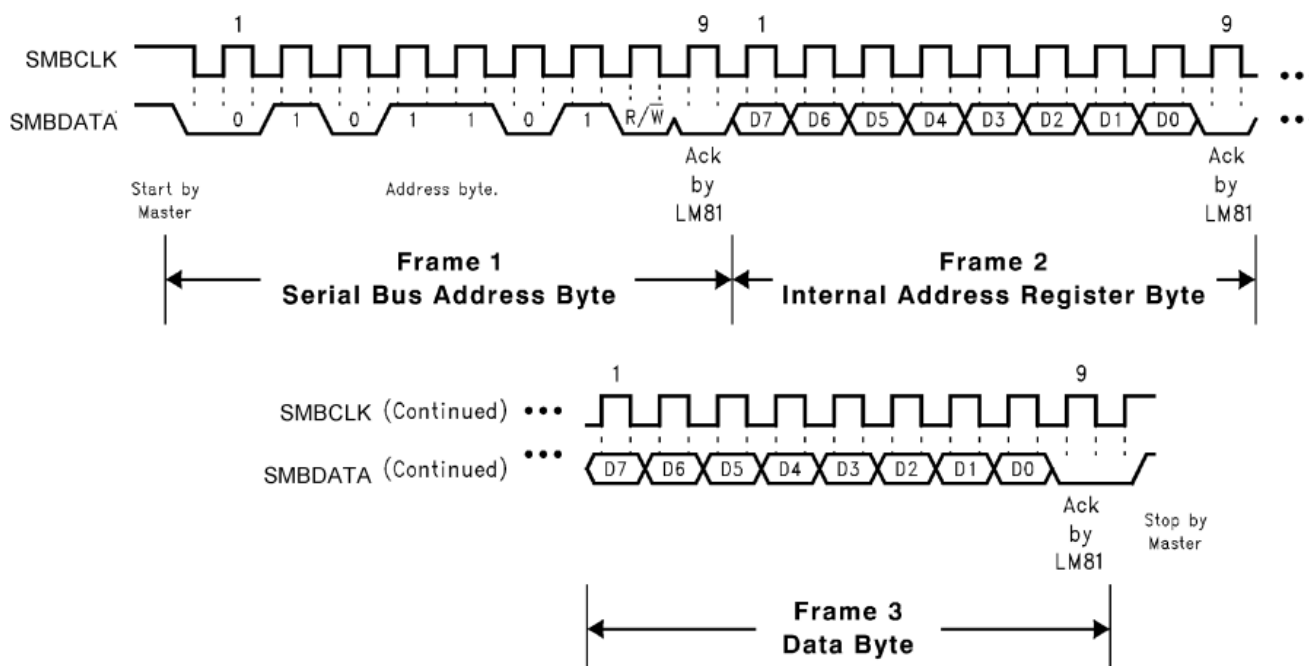 1 9 1 9
SMBCLK
SMBDATA 0 1 0 1 1 0 1 R/W̅ D7 D6 D5 D4 D3 D2 D1 D0
Start by
Master
Address byte.
Ack
by
LM81
Ack
by
LM81
Frame 1
Serial Bus Address Byte
Frame 2
Internal Address Register Byte
1 9
SMBCLK (Continued)
SMBDATA (Continued) D7 D6 D5 D4 D3 D2 D1 D0
Ack
by
LM81
Stop by
Master
Frame 3
Data Byte